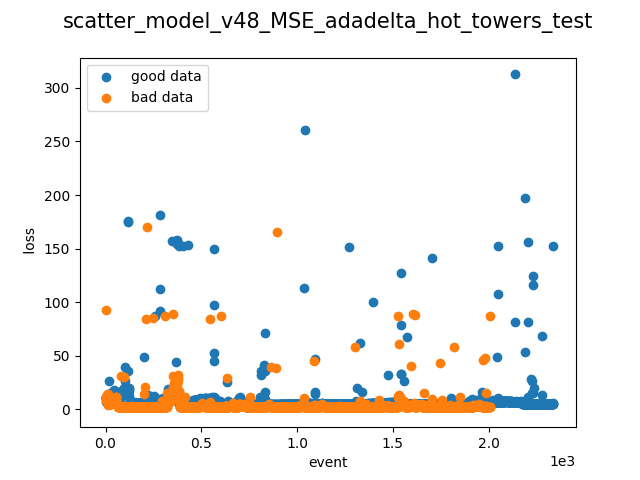 scatter_model_v48_MSE_adadelta_hot_towers_test
good data
bad data
300
250
200
150
100
50
0
loss
0.0
0.5
1.0
1.5
2.0
1e3
event